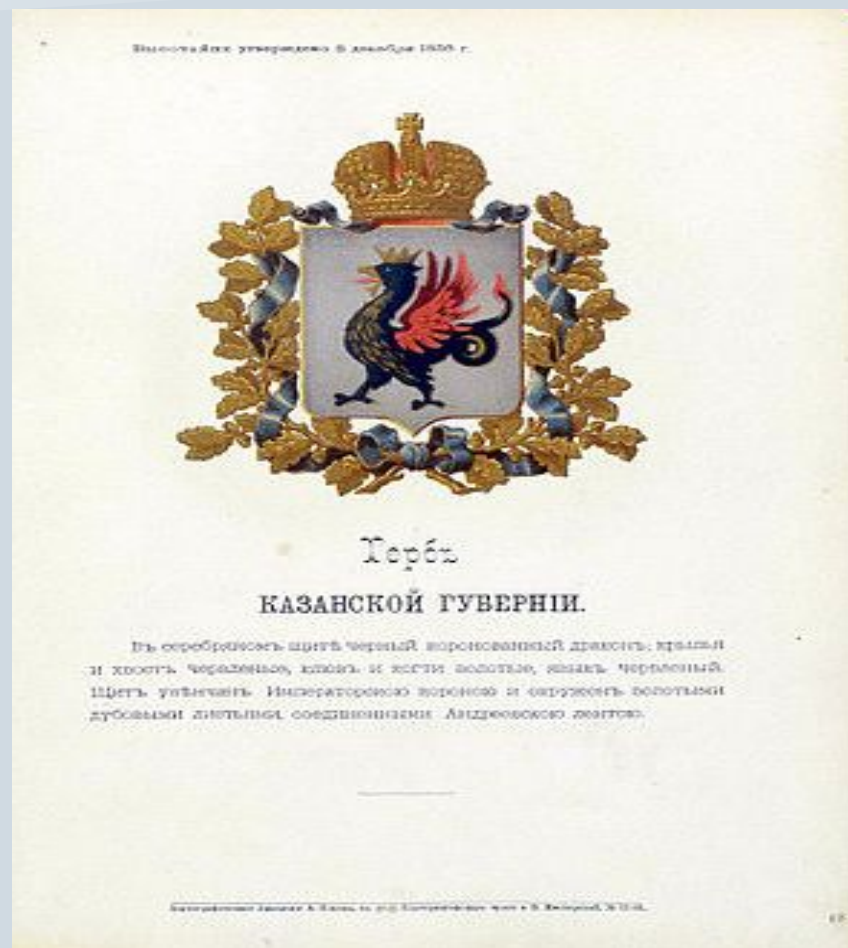 Высочайше утверждено 8 декабря 1856 г.
Гербъ
КАЗАНСКОЙ ГУБЕРНІИ.
Въ серебряномъ щитѣ черный коронованный драконъ; крылья
и хвостъ червленые, клювъ и когти золотые, языкъ червленый.
Щитъ увѣнчанъ Императорскою короною и окруженъ золотыми
дубовыми листьями, соединенными Андреевскою лентою.